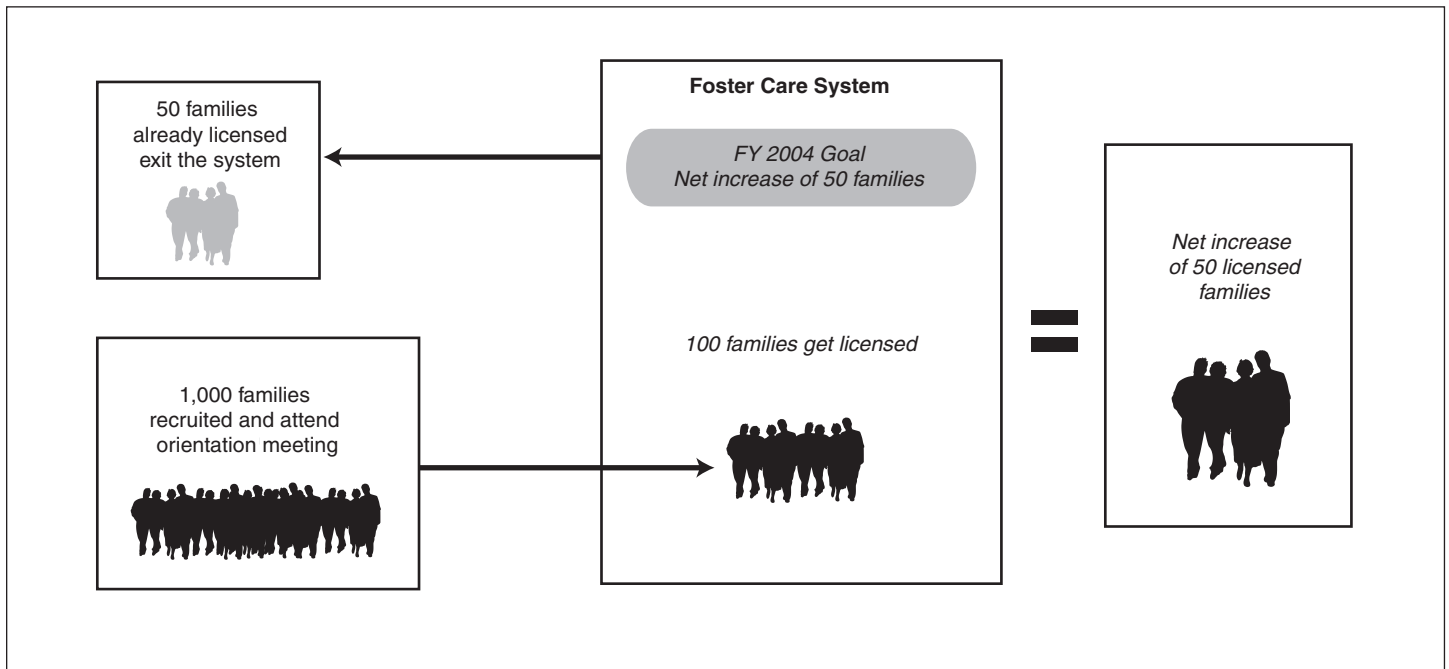 50 families
already licensed
exit the system
Foster Care System
FY 2004 Goal
Net increase of 50 families
1,000 families
recruited and attend
orientation meeting
100 families get licensed
Net increase
of 50 licensed
families